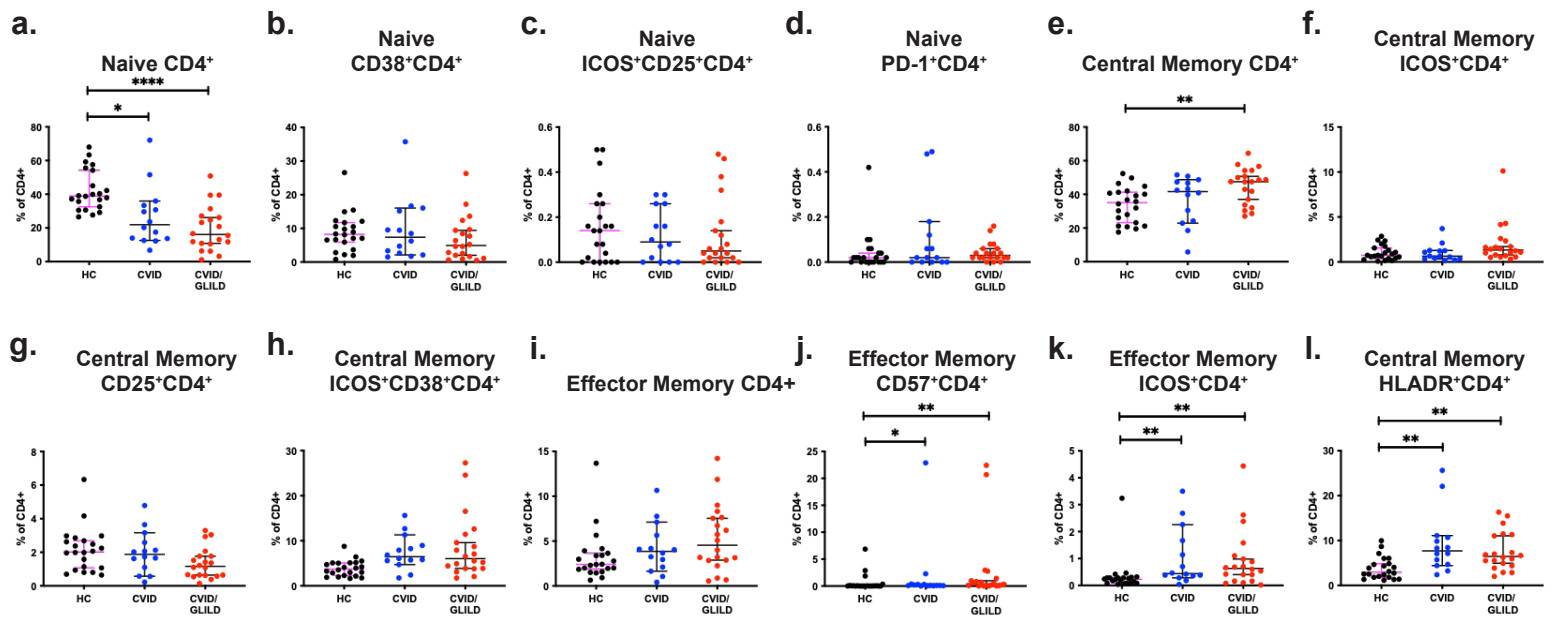 a.
Naive CD4⁺
****
*
% of CD4+
80
60
40
20
0
HC
CVID
CVID/
GLILD
b.
Naive
CD38⁺CD4⁺
% of CD4+
40
30
20
10
0
HC
CVID
CVID/
GLILD
c.
Naive
ICOS⁺CD25⁺CD4⁺
% of CD4+
0.6
0.4
0.2
0.0
HC
CVID
CVID/
GLILD
d.
Naive
PD-1⁺CD4⁺
% of CD4+
0.6
0.4
0.2
0.0
HC
CVID
CVID/
GLILD
e.
Central Memory CD4⁺
**
% of CD4+
80
60
40
20
0
HC
CVID
CVID/
GLILD
f.
Central Memory
ICOS⁺CD4⁺
% of CD4+
15
10
5
0
HC
CVID
CVID/
GLILD
g.
Central Memory
CD25⁺CD4⁺
% of CD4+
8
6
4
2
0
HC
CVID
CVID/
GLILD
h.
Central Memory
ICOS⁺CD38⁺CD4⁺
% of CD4+
30
20
10
0
HC
CVID
CVID/
GLILD
i.
Effector Memory CD4+
% of CD4+
15
10
5
0
HC
CVID
CVID/
GLILD
j.
Effector Memory
CD57⁺CD4⁺
**
*
% of CD4+
25
20
15
10
5
0
HC
CVID
CVID/
GLILD
k.
Effector Memory
ICOS⁺CD4⁺
**
**
% of CD4+
5
4
3
2
1
0
HC
CVID
CVID/
GLILD
l.
Central Memory
HLADR⁺CD4⁺
**
**
% of CD4+
30
20
10
0
HC
CVID
CVID/
GLILD